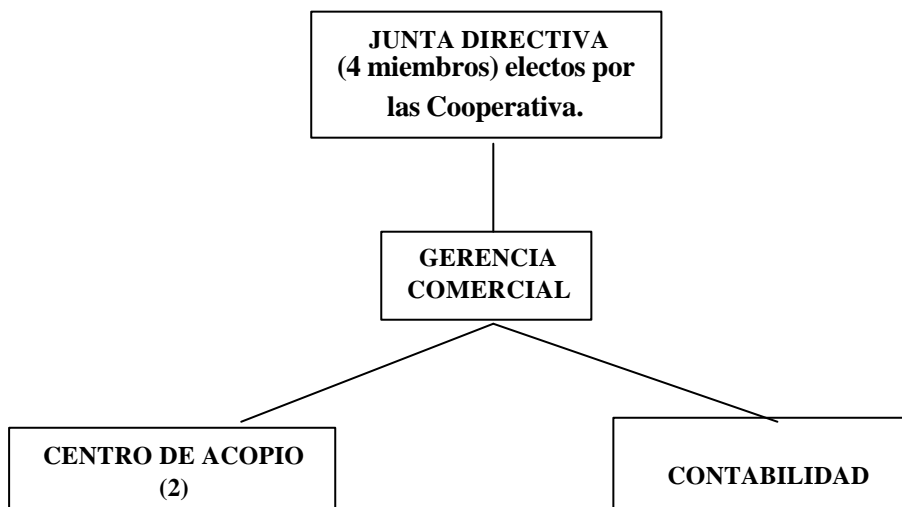 JUNTA DIRECTIVA
(4 miembros) electos por
las Cooperativa.
GERENCIA
COMERCIAL
CENTRO DE ACOPIO
(2)
CONTABILIDAD